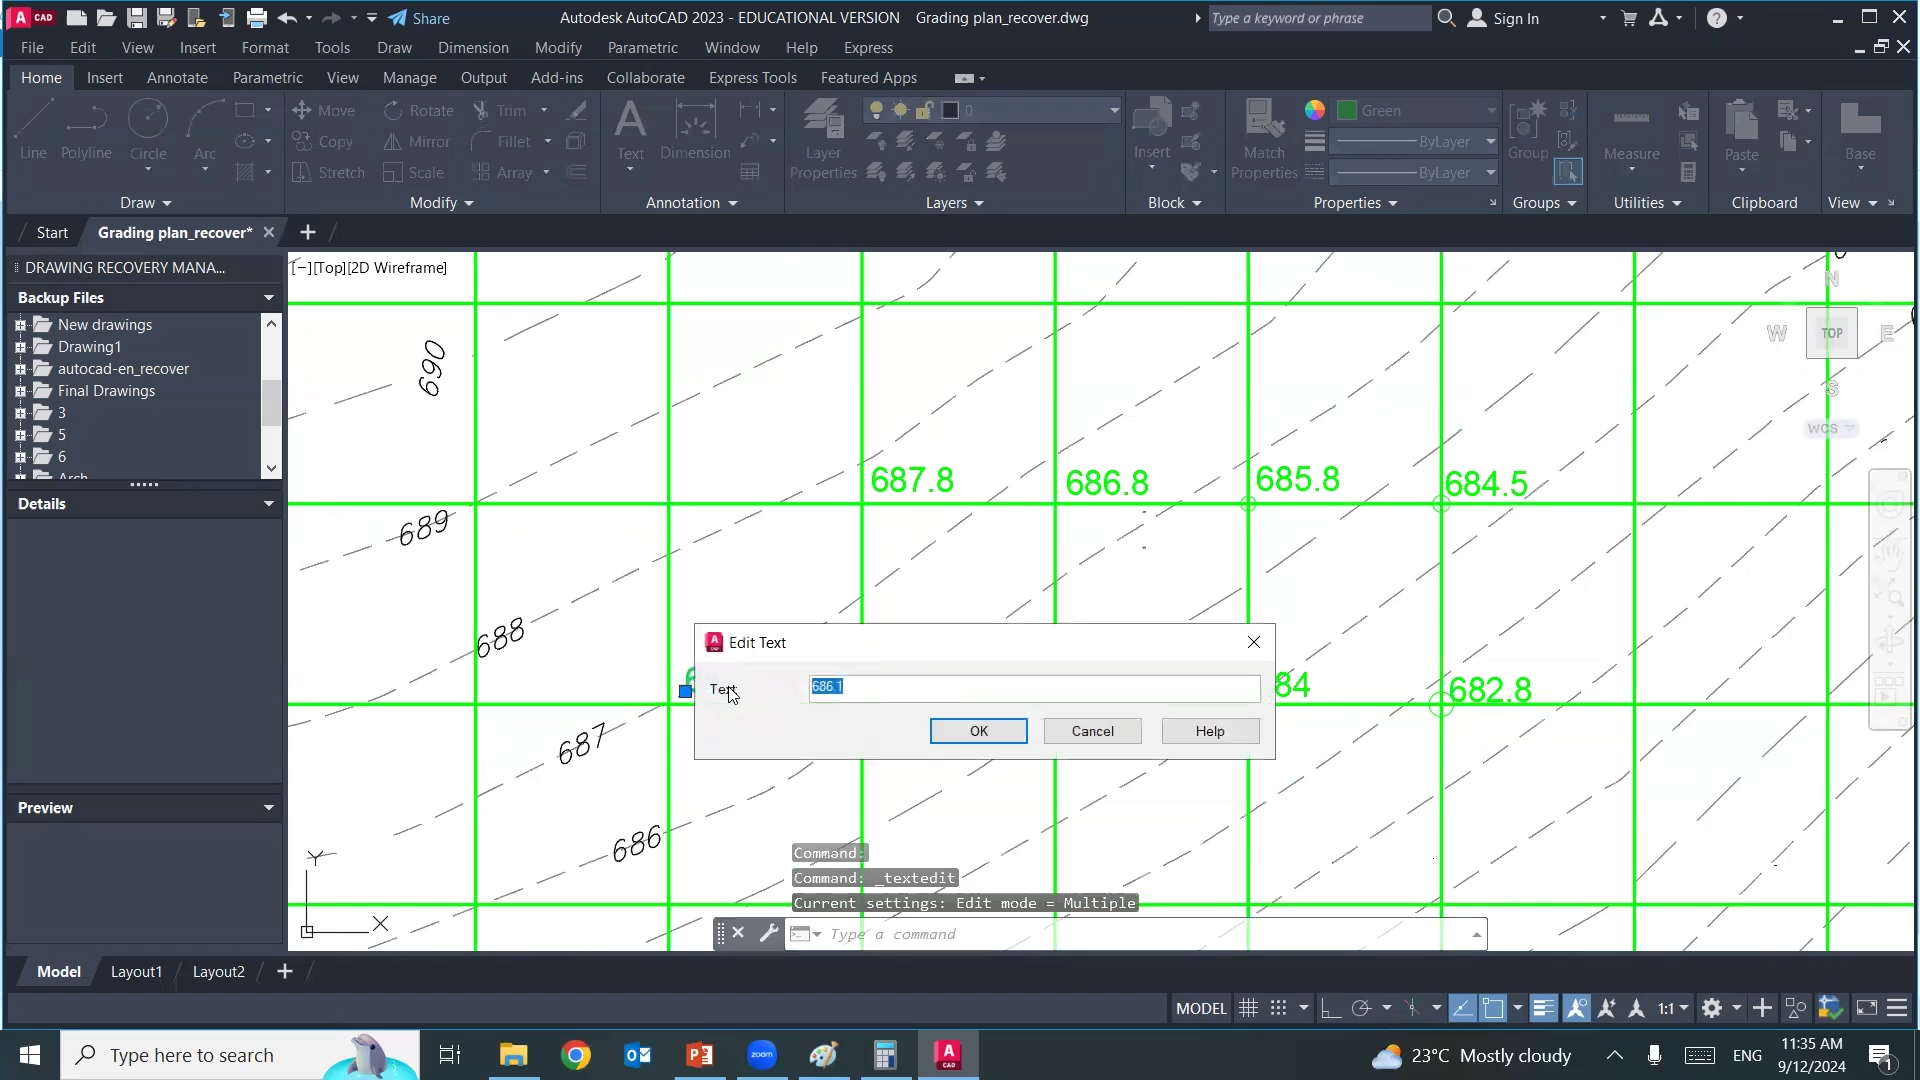 A CAD Share Autodesk AutoCAD 2023 - EDUCATIONAL VERSION Grading plan_recover.dwg Type a keyword or phrase Sign In
File Edit View Insert Format Tools Draw Dimension Modify Parametric Window Help Express
Home Insert Annotate Parametric View Manage Output Add-ins Collaborate Express Tools Featured Apps
Move Rotate Trim 0 Green
Line Polyline Circle Arc Copy Mirror Fillet Text Dimension Layer Properties Insert Match Properties ByLayer Group Measure Paste Base
Stretch Scale Array ByLayer
Draw Modify Annotation Layers Block Properties Groups Utilities Clipboard View
Start Grading plan_recover*
DRAWING RECOVERY MANA...
[−][Top][2D Wireframe]
Backup Files
New drawings
Drawing1
autocad-en_recover
Final Drawings
3
5
6
Arch
Details
Preview
N
W TOP E
S
WCS
690
687.8 686.8 685.8 684.5
689
688
Edit Text
Text 686.1
84 682.8
OK Cancel Help
687
686
Command:
Command: _textedit
Current settings: Edit mode = Multiple
Type a command
Y
X
Model Layout1 Layout2
MODEL 1:1
Type here to search
zoom
A CAD
23°C Mostly cloudy ENG 11:35 AM
9/12/2024
1